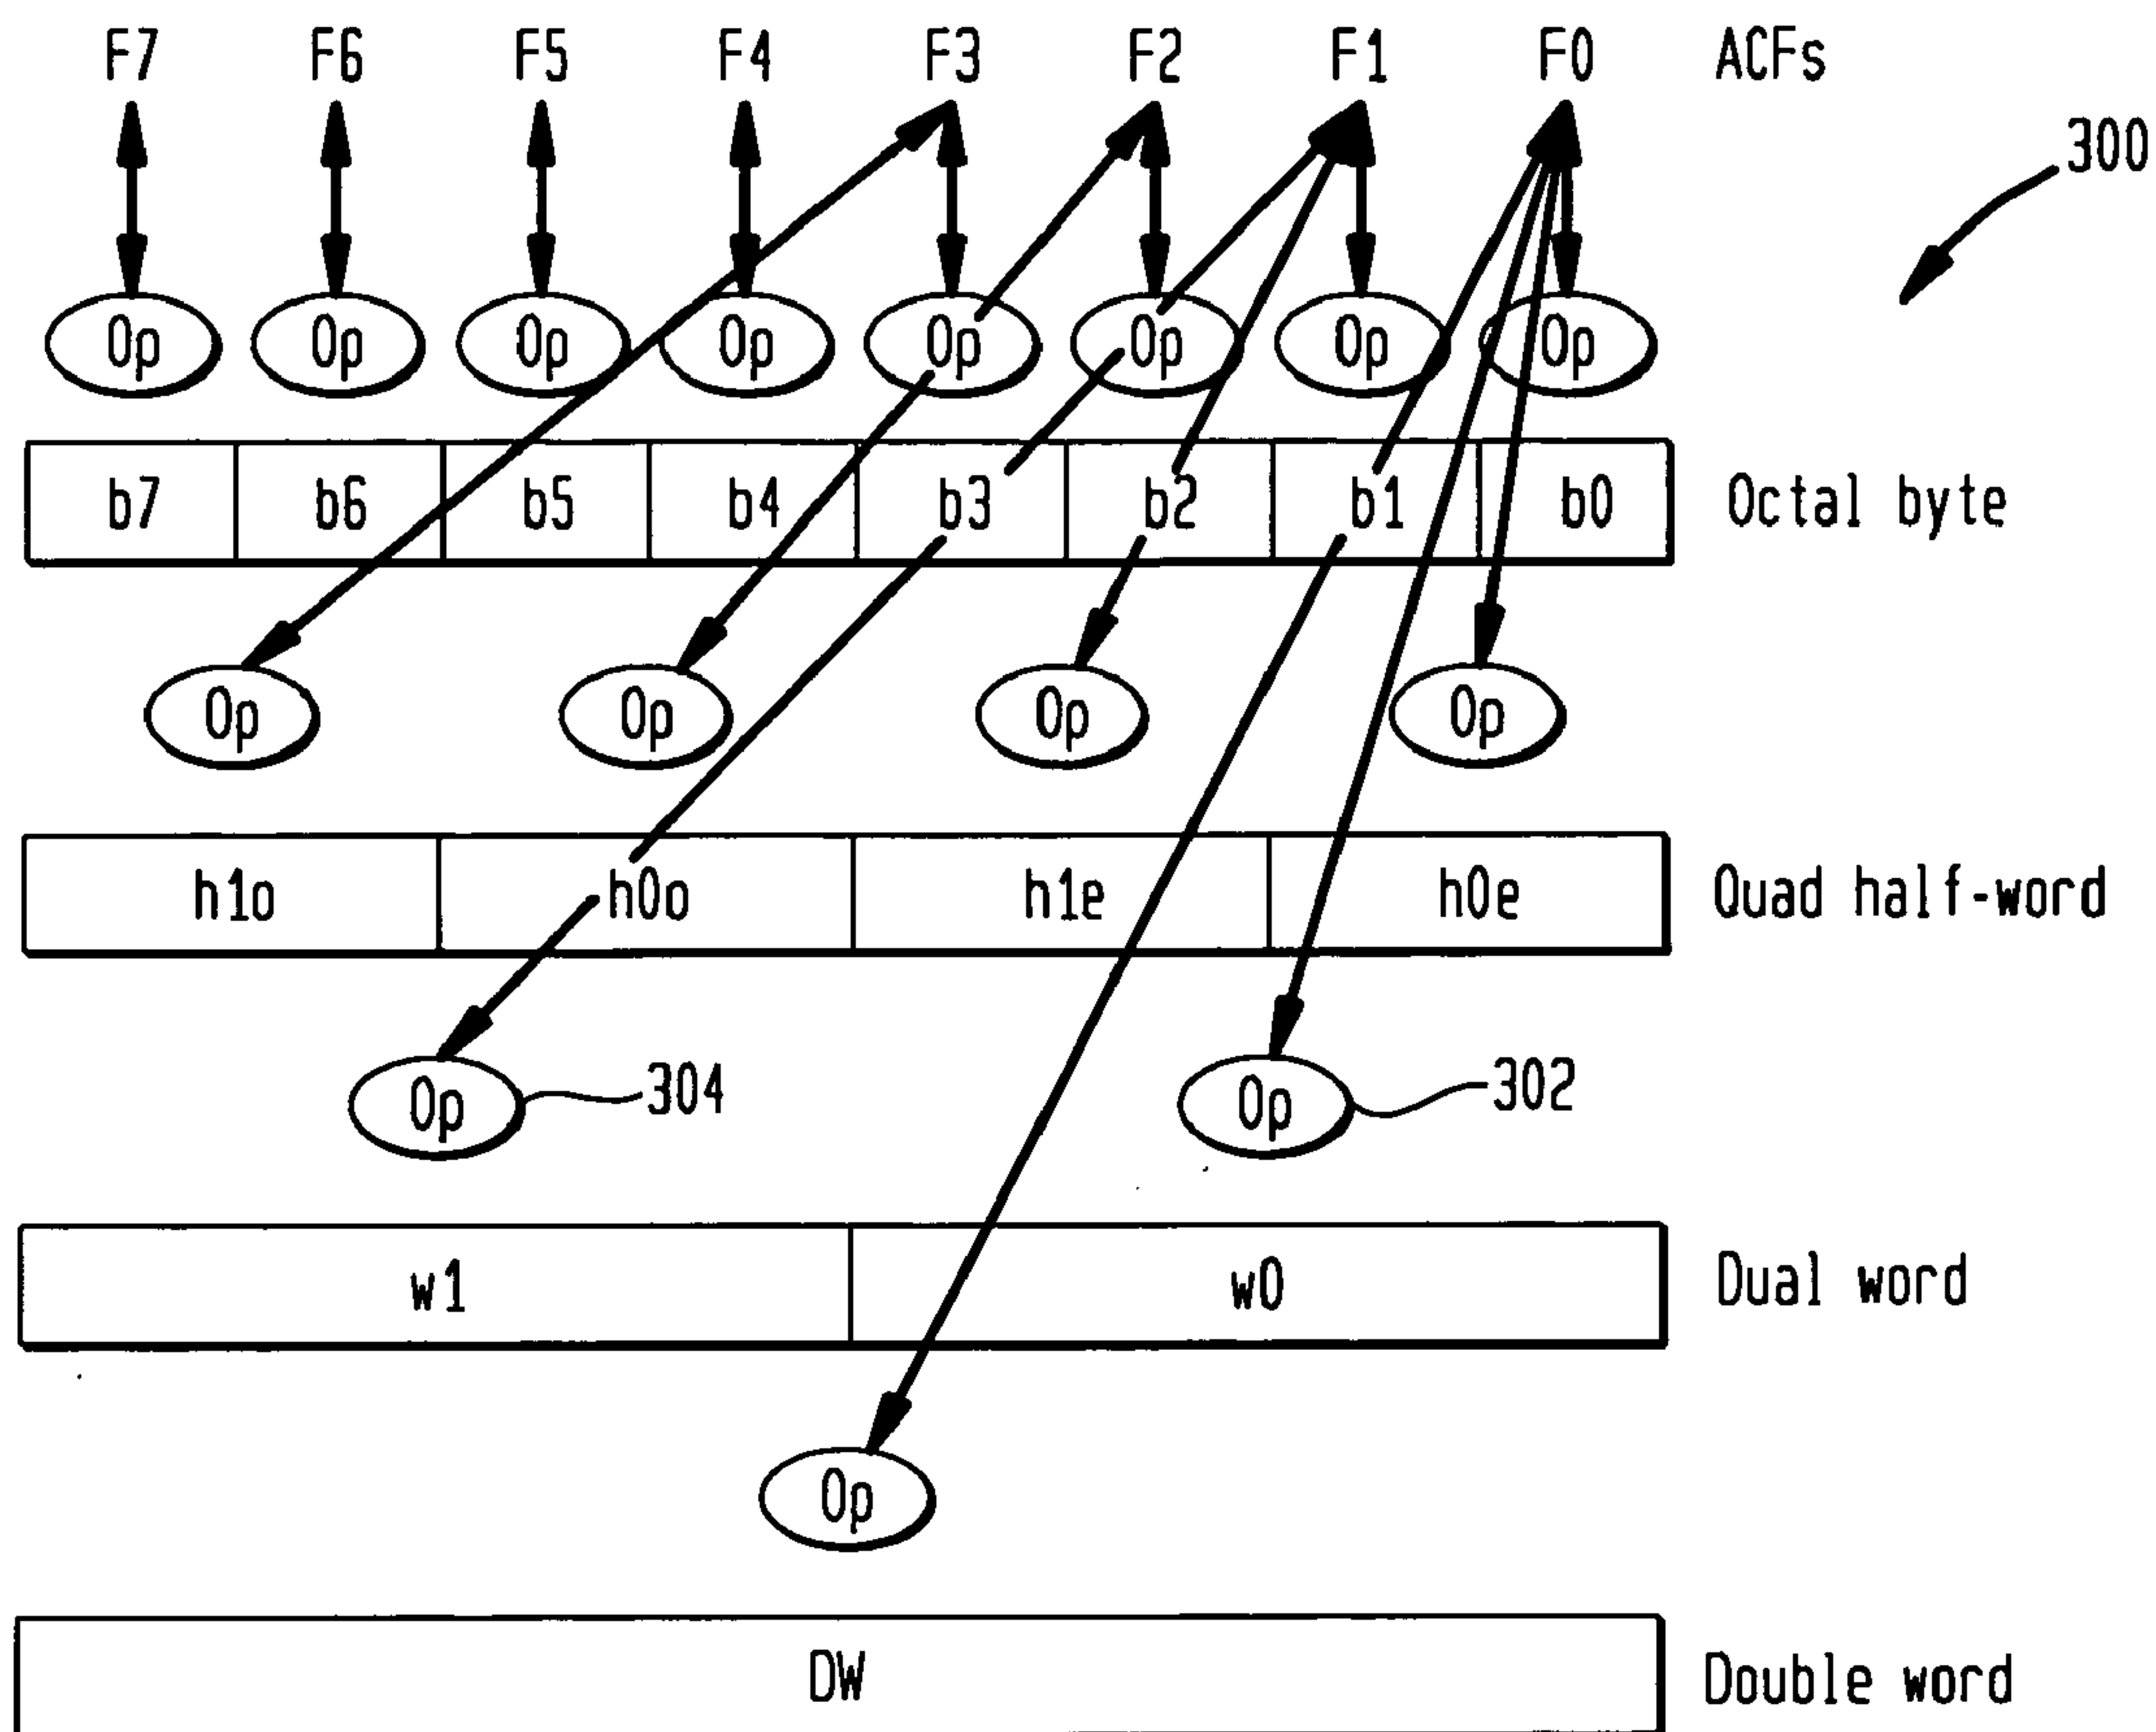 F7 F6 F5 F4 F3 F2 F1 F0 ACFs
300
Op Op Op Op Op Op Op Op
b7 b6 b5 b4 b3 b2 b1 b0 Octal byte
Op Op Op Op
h1o h0o h1e h0e Quad half-word
Op 304 Op 302
w1 w0 Dual word
Op
DW Double word